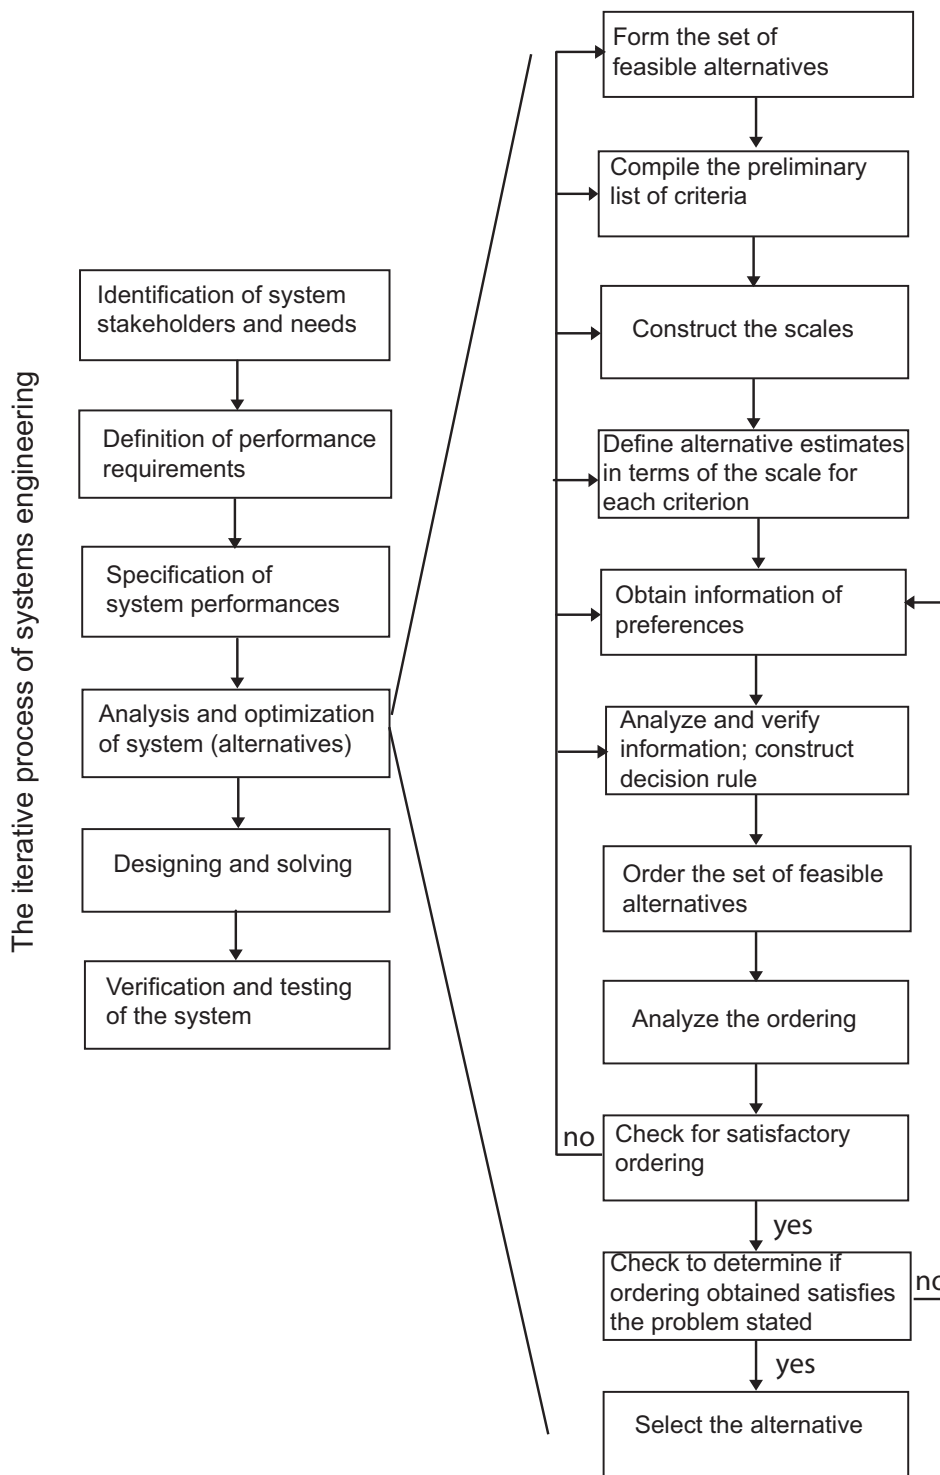 The iterative process of systems engineering
Identification of system
stakeholders and needs
Definition of performance
requirements
Specification of
system performances
Analysis and optimization
of system (alternatives)
Designing and solving
Verification and testing
of the system
Form the set of
feasible alternatives
Compile the preliminary
list of criteria
Construct the scales
Define alternative estimates
in terms of the scale for
each criterion
Obtain information of
preferences
Analyze and verify
information; construct
decision rule
Order the set of feasible
alternatives
Analyze the ordering
no
Check for satisfactory
ordering
yes
Check to determine if
ordering obtained satisfies
the problem stated
no
yes
Select the alternative